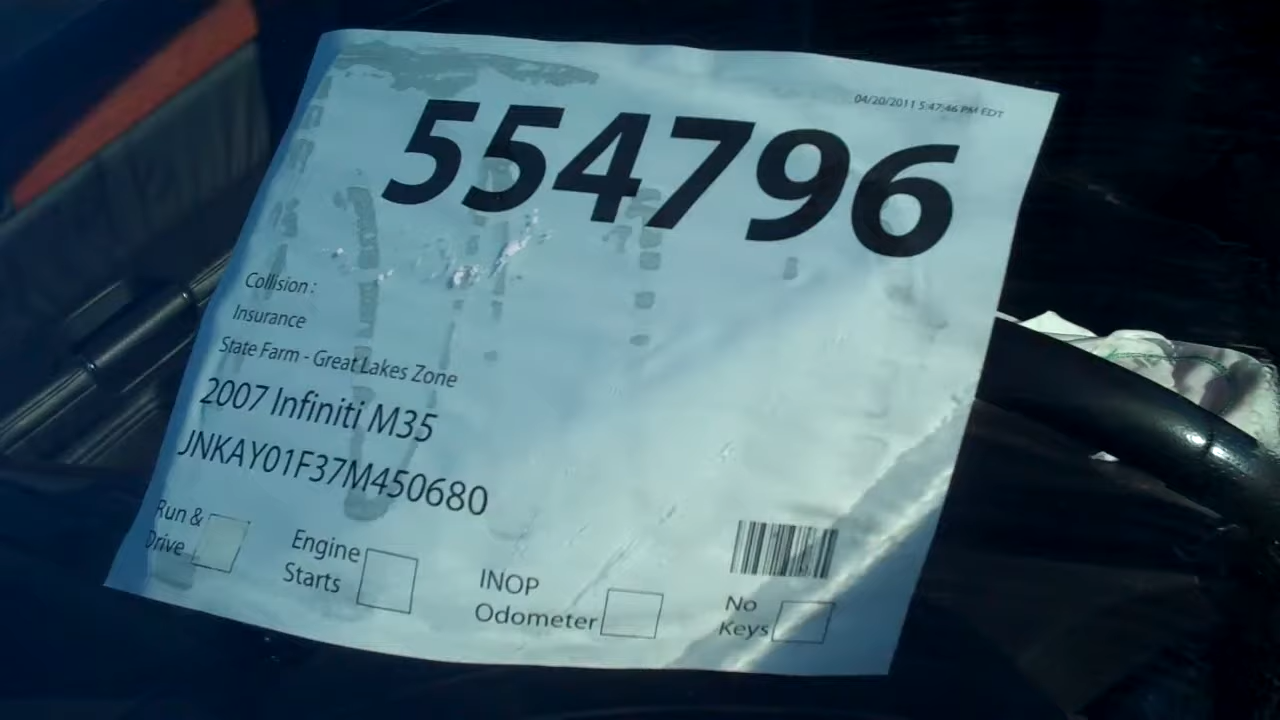 04/20/2011 5:47:46 PM EDT
554796
Collision :
Insurance
State Farm - Great Lakes Zone
2007 Infiniti M35
JNKAY01F37M450680
Run &
Drive
Engine
Starts
INOP
Odometer
No
Keys